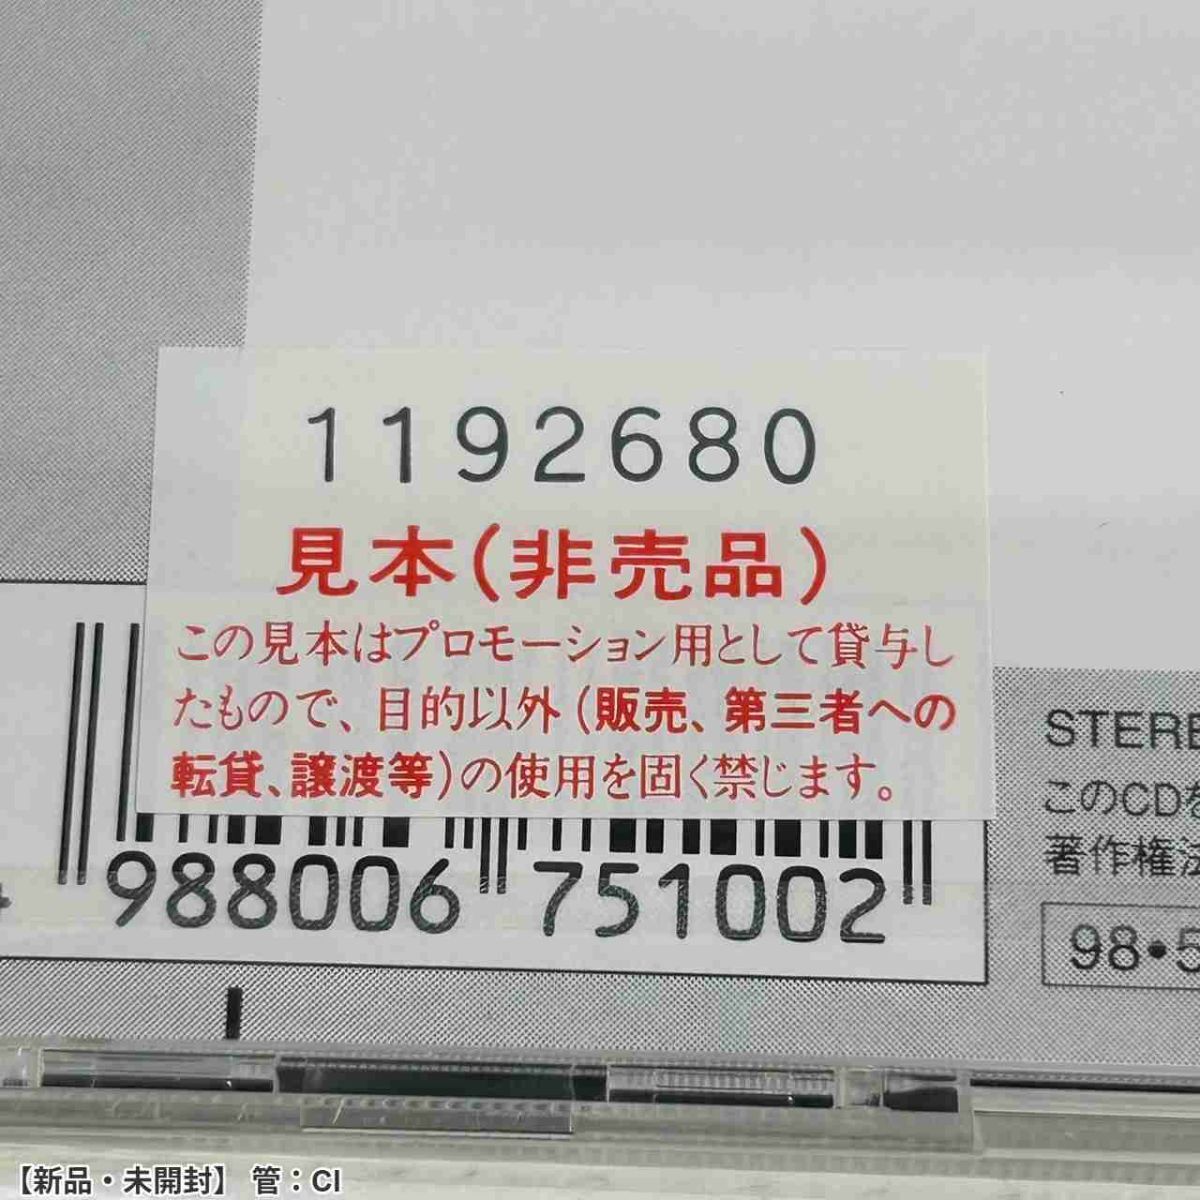 1192680
見本(非売品)
この見本はプロモーション用として貸与し
たもので、目的以外(販売、第三者への
転貸、譲渡等)の使用を固く禁じます。
988006 751002
STERE
このCD
著作権法
98•5
【新品・未開封】 管:CI